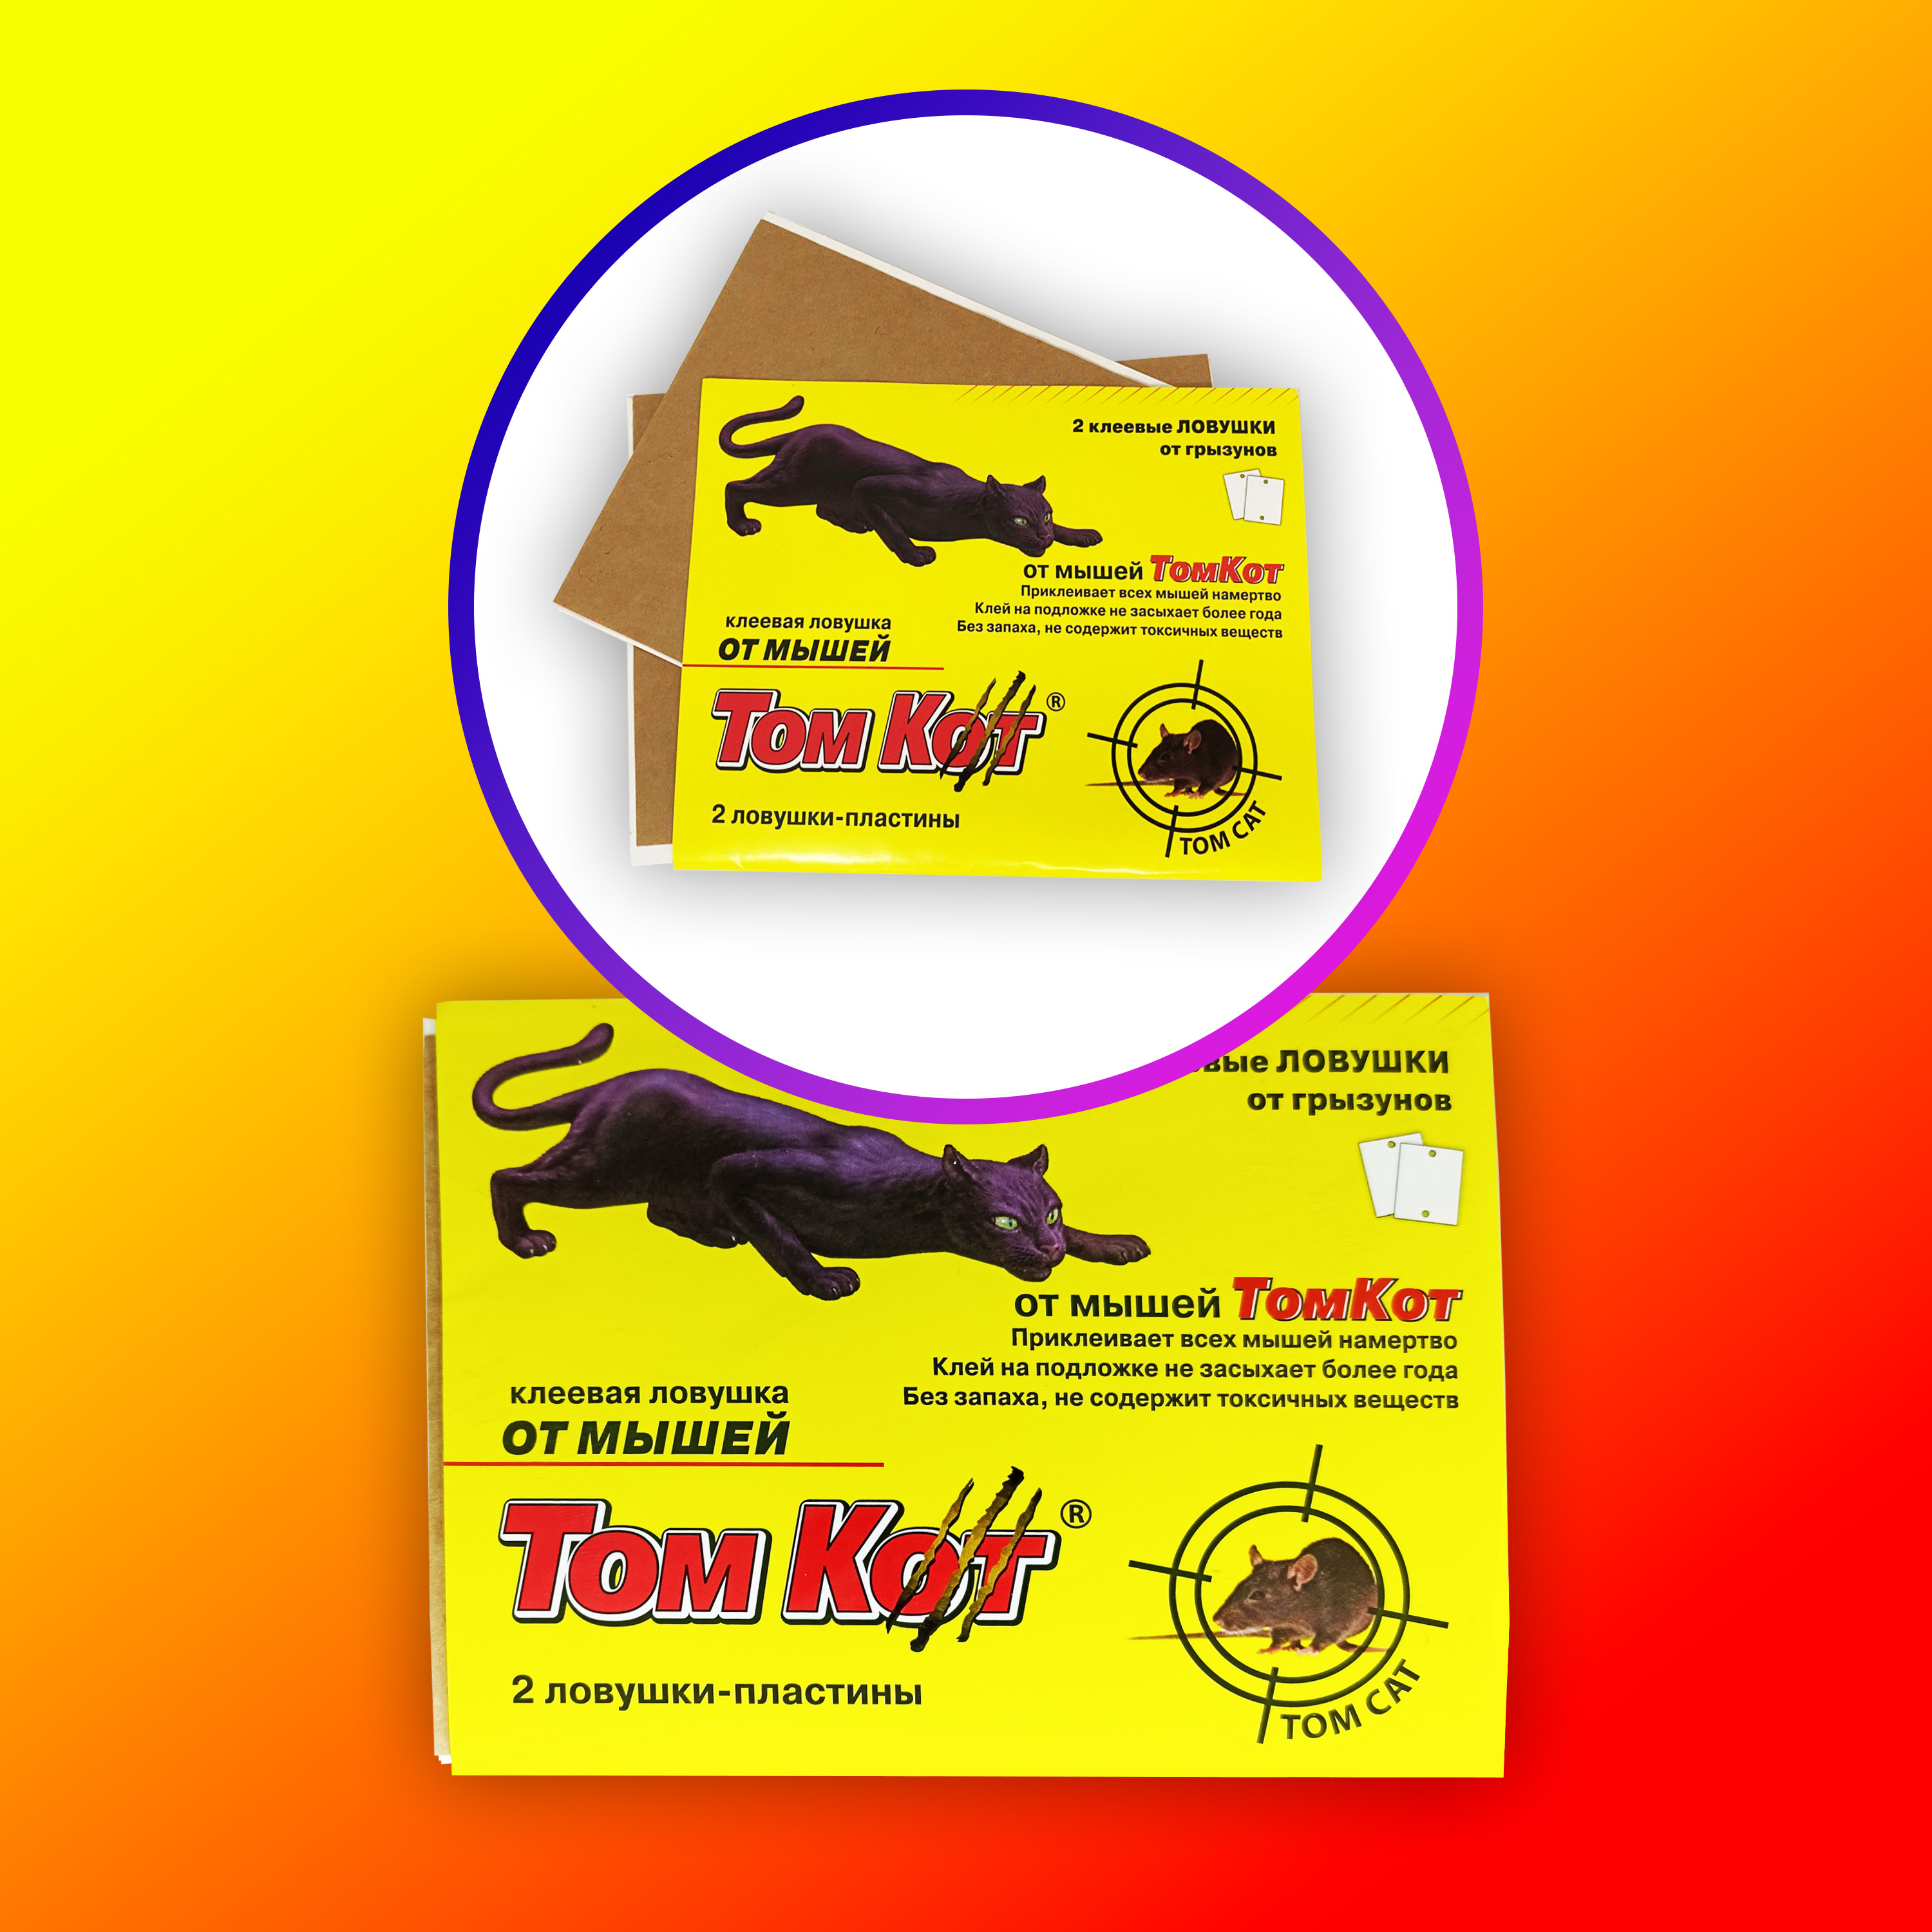 2 клеевые ЛОВУШКИ
от грызунов
от мышей ТомКот
Приклеивает всех мышей намертво
Клей на подложке не засыхает более года
Без запаха, не содержит токсичных веществ
клеевая ловушка
ОТ МЫШЕЙ
Том Кот®
2 ловушки-пластины
TOM CAT
ЛОВУШКИ
от грызунов
от мышей ТомКот
Приклеивает всех мышей намертво
Клей на подложке не засыхает более года
Без запаха, не содержит токсичных веществ
клеевая ловушка
ОТ МЫШЕЙ
Том Кот®
2 ловушки-пластины
TOM CAT